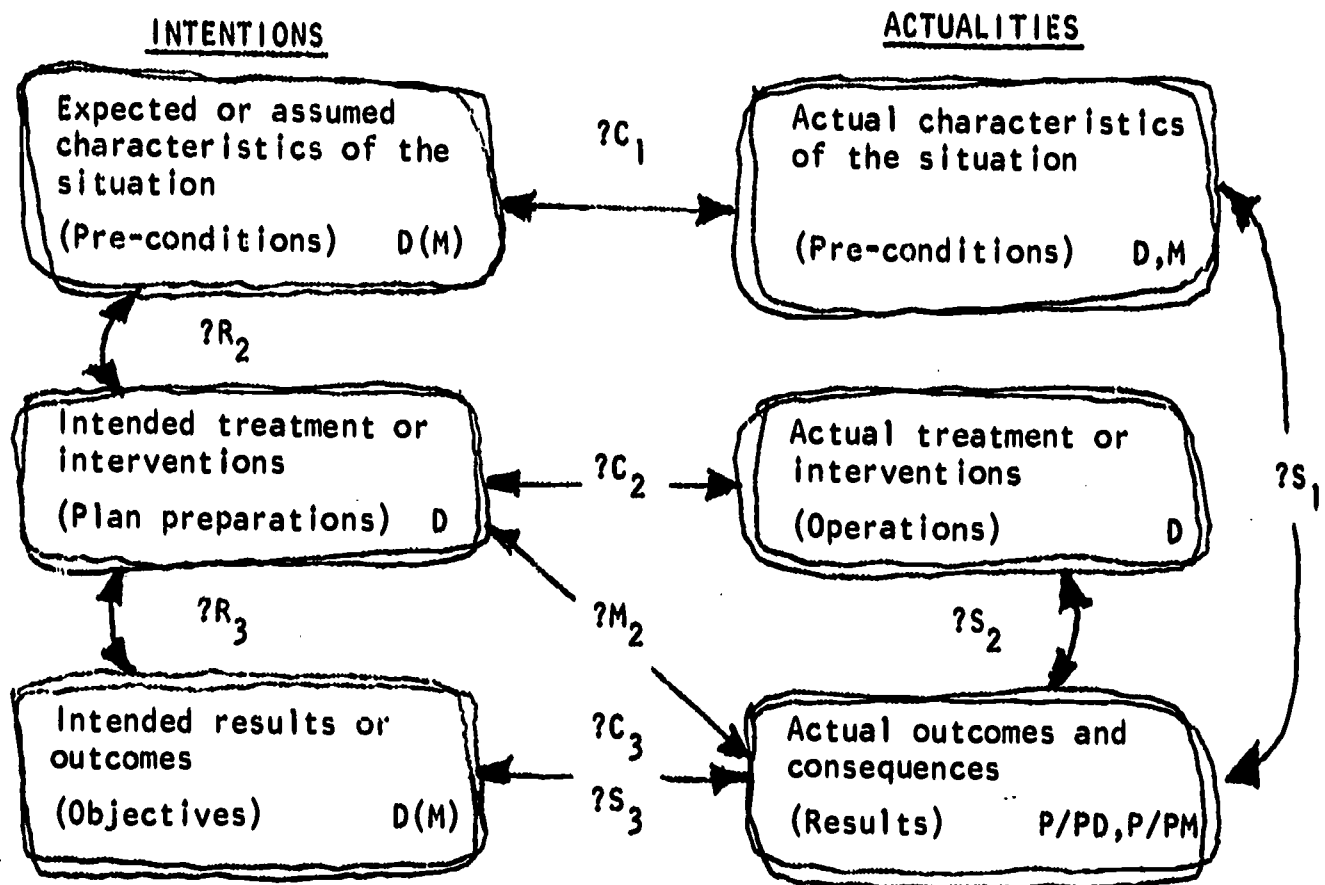 INTENTIONS
ACTUALITIES
Expected or assumed
characteristics of the
situation
(Pre-conditions) D(M)
?C1
Actual characteristics
of the situation
(Pre-conditions) D,M
?R2
Intended treatment or
interventions
(Plan preparations) D
?C2
Actual treatment or
interventions
(Operations) D
?S1
?R3
?M2
?S2
Intended results or
outcomes
(Objectives) D(M)
?C3
?S3
Actual outcomes and
consequences
(Results) P/PD,P/PM